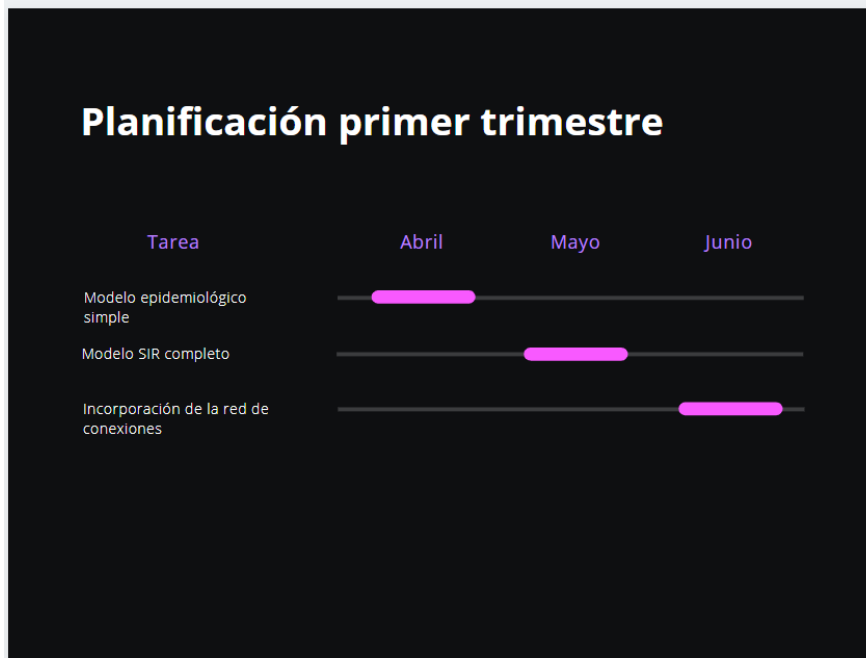 Planificación primer trimestre
Tarea Abril Mayo Junio
Modelo epidemiológico
simple
Modelo SIR completo
Incorporación de la red de
conexiones